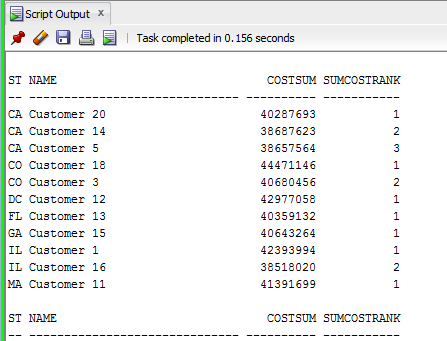 Script Output x
Task completed in 0.156 seconds
ST NAME                           COSTSUM SUMCOSTRANK
-- ------------------------------ ---------- -----------
CA Customer 20 40287693 1
CA Customer 14 38687623 2
CA Customer 5 38657564 3
CO Customer 18 44471146 1
CO Customer 3 40680456 2
DC Customer 12 42977058 1
FL Customer 13 40359132 1
GA Customer 15 40643264 1
IL Customer 1 42393994 1
IL Customer 16 38518020 2
MA Customer 11 41391699 1
ST NAME                           COSTSUM SUMCOSTRANK
-- ------------------------------ ---------- -----------